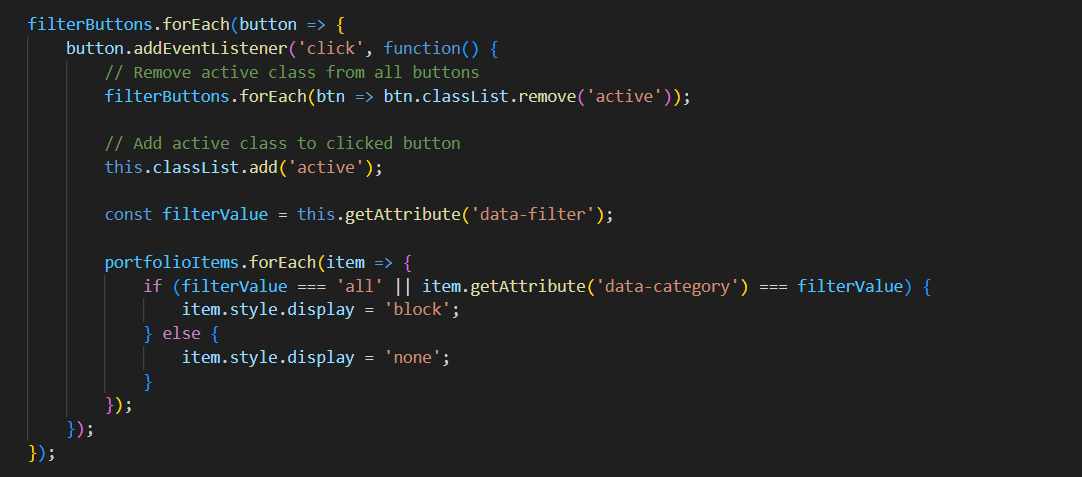 filterButtons.forEach(button => {
    button.addEventListener('click', function() {
        // Remove active class from all buttons
        filterButtons.forEach(btn => btn.classList.remove('active'));

        // Add active class to clicked button
        this.classList.add('active');

        const filterValue = this.getAttribute('data-filter');

        portfolioItems.forEach(item => {
            if (filterValue === 'all' || item.getAttribute('data-category') === filterValue) {
                item.style.display = 'block';
            } else {
                item.style.display = 'none';
            }
        });
    });
});